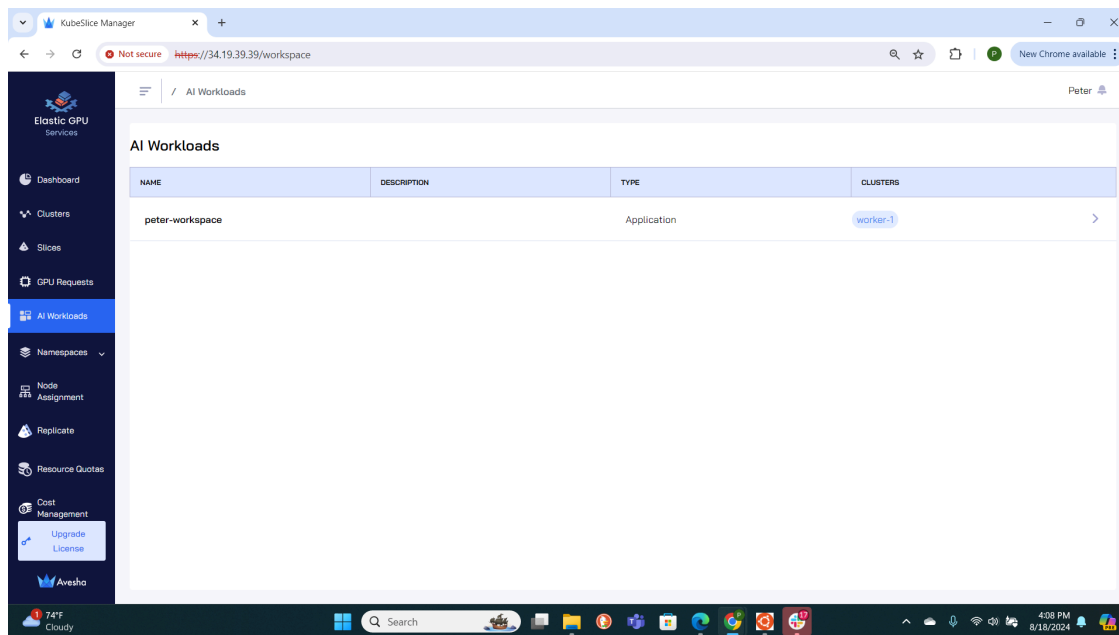 KubeSlice Manager
Not secure https://34.19.39.39/workspace
P
New Chrome available
Elastic GPU
Services
/ AI Workloads
Peter
Dashboard
Clusters
Slices
GPU Requests
AI Workloads
Namespaces
Node
Assignment
Replicate
Resource Quotas
Cost
Management
Upgrade
License
Avesha
AI Workloads
NAME DESCRIPTION TYPE CLUSTERS
peter-workspace Application worker-1
1
74°F
Cloudy
Search
17
4:08 PM
8/18/2024